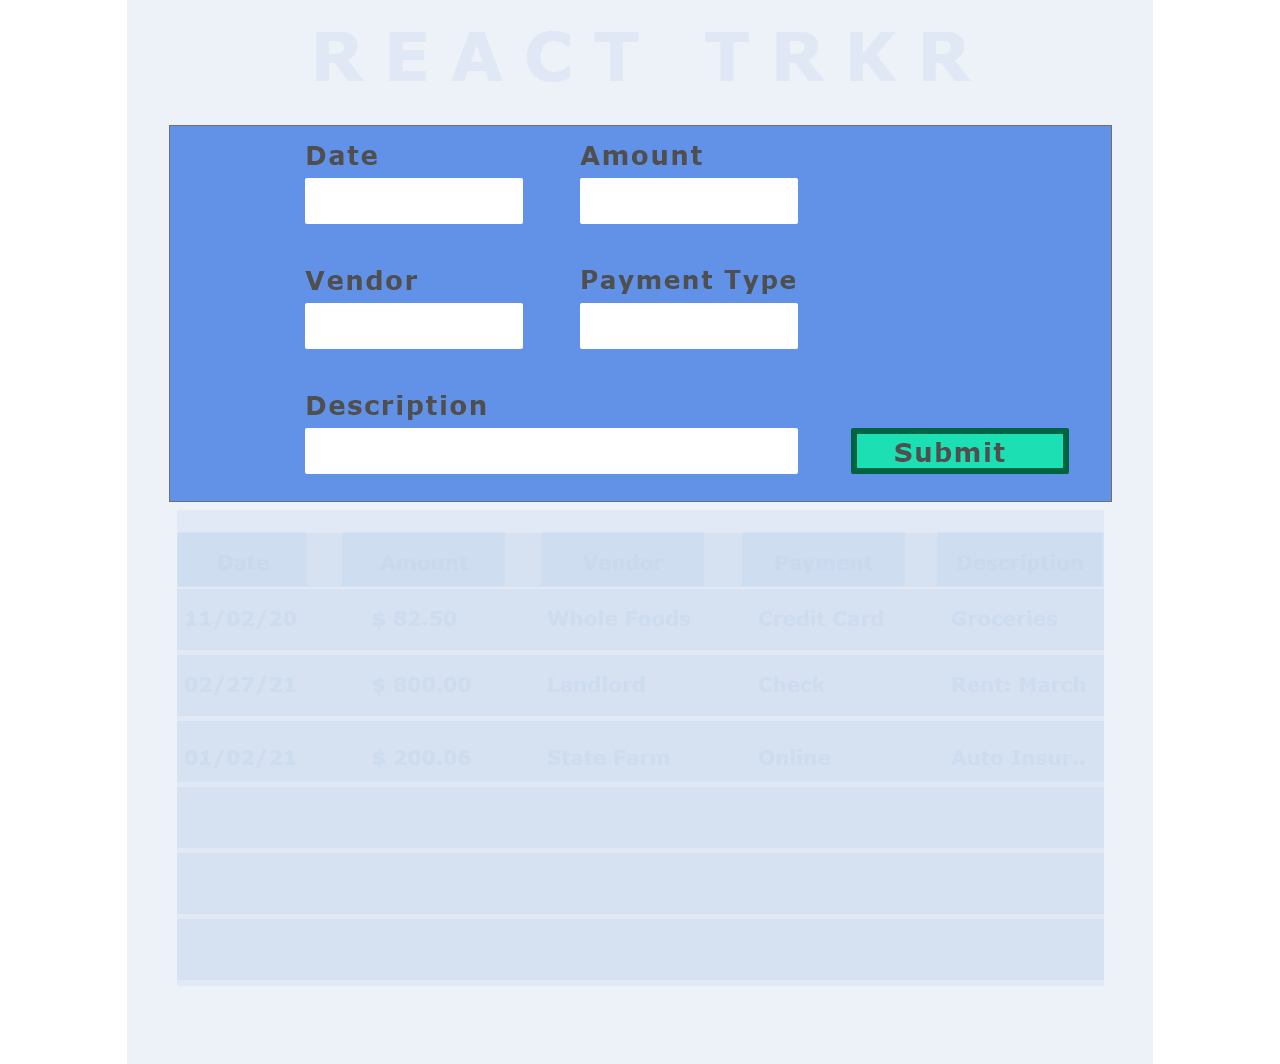 REACT TRKR
Date Amount
Vendor Payment Type
Description
Submit
Date Amount Vendor Payment Description
11/02/20 $ 82.50 Whole Foods Credit Card Groceries
02/27/21 $ 800.00 Landlord Check Rent: March
01/02/21 $ 200.06 State Farm Online Auto Insur..